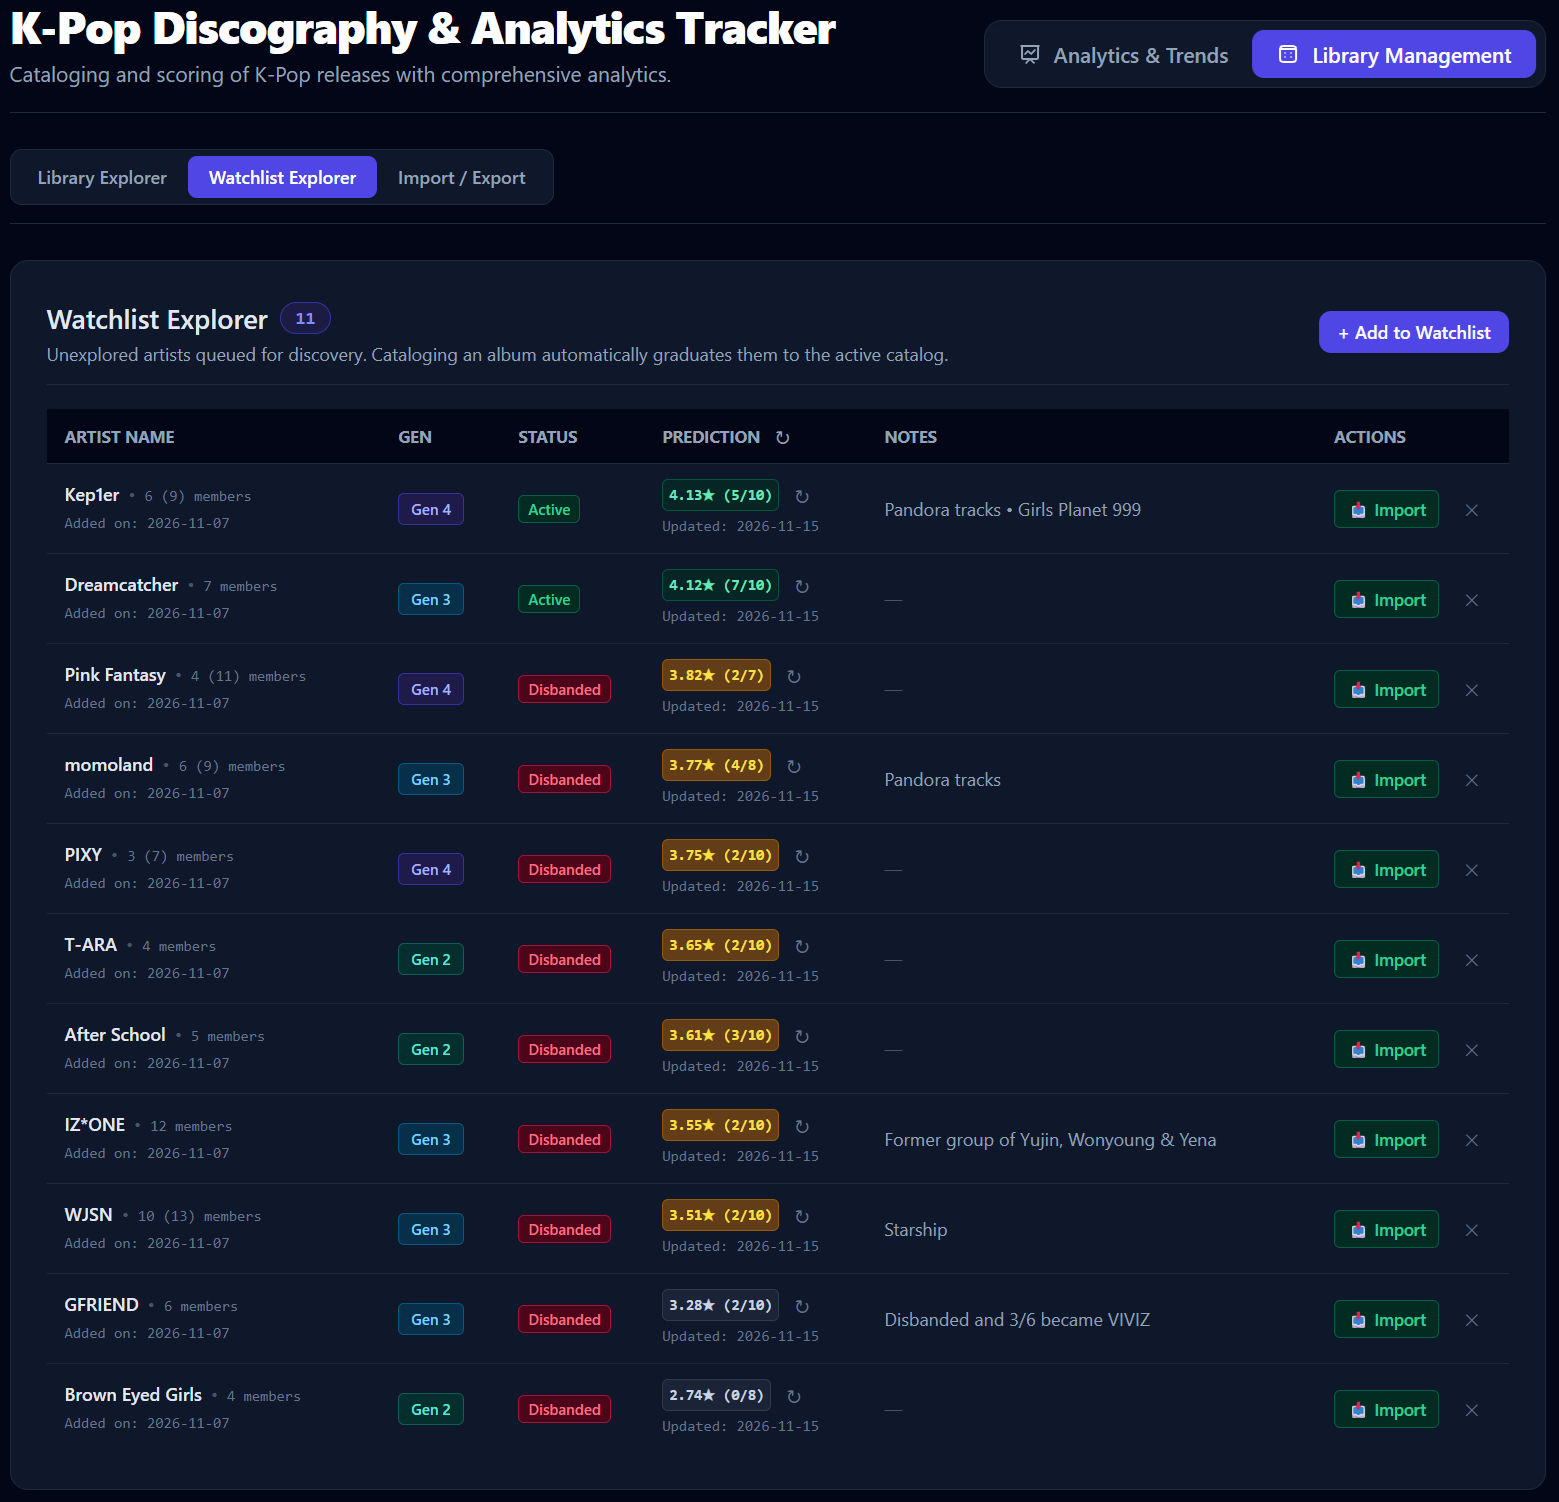 K-Pop Discography & Analytics Tracker
Cataloging and scoring of K-Pop releases with comprehensive analytics.
Analytics & Trends
Library Management
Library Explorer
Watchlist Explorer
Import / Export
Watchlist Explorer 11
Unexplored artists queued for discovery. Cataloging an album automatically graduates them to the active catalog.
+ Add to Watchlist
ARTIST NAME GEN STATUS PREDICTION ↻ NOTES ACTIONS
Kep1er • 6 (9) members
Added on: 2026-11-07
Gen 4
Active
4.13★ (5/10) ↻
Updated: 2026-11-15
Pandora tracks • Girls Planet 999
Import ×
Dreamcatcher • 7 members
Added on: 2026-11-07
Gen 3
Active
4.12★ (7/10) ↻
Updated: 2026-11-15
—
Import ×
Pink Fantasy • 4 (11) members
Added on: 2026-11-07
Gen 4
Disbanded
3.82★ (2/7) ↻
Updated: 2026-11-15
—
Import ×
momoland • 6 (9) members
Added on: 2026-11-07
Gen 3
Disbanded
3.77★ (4/8) ↻
Updated: 2026-11-15
Pandora tracks
Import ×
PIXY • 3 (7) members
Added on: 2026-11-07
Gen 4
Disbanded
3.75★ (2/10) ↻
Updated: 2026-11-15
—
Import ×
T-ARA • 4 members
Added on: 2026-11-07
Gen 2
Disbanded
3.65★ (2/10) ↻
Updated: 2026-11-15
—
Import ×
After School • 5 members
Added on: 2026-11-07
Gen 2
Disbanded
3.61★ (3/10) ↻
Updated: 2026-11-15
—
Import ×
IZ*ONE • 12 members
Added on: 2026-11-07
Gen 3
Disbanded
3.55★ (2/10) ↻
Updated: 2026-11-15
Former group of Yujin, Wonyoung & Yena
Import ×
WJSN • 10 (13) members
Added on: 2026-11-07
Gen 3
Disbanded
3.51★ (2/10) ↻
Updated: 2026-11-15
Starship
Import ×
GFRIEND • 6 members
Added on: 2026-11-07
Gen 3
Disbanded
3.28★ (2/10) ↻
Updated: 2026-11-15
Disbanded and 3/6 became VIVIZ
Import ×
Brown Eyed Girls • 4 members
Added on: 2026-11-07
Gen 2
Disbanded
2.74★ (0/8) ↻
Updated: 2026-11-15
—
Import ×